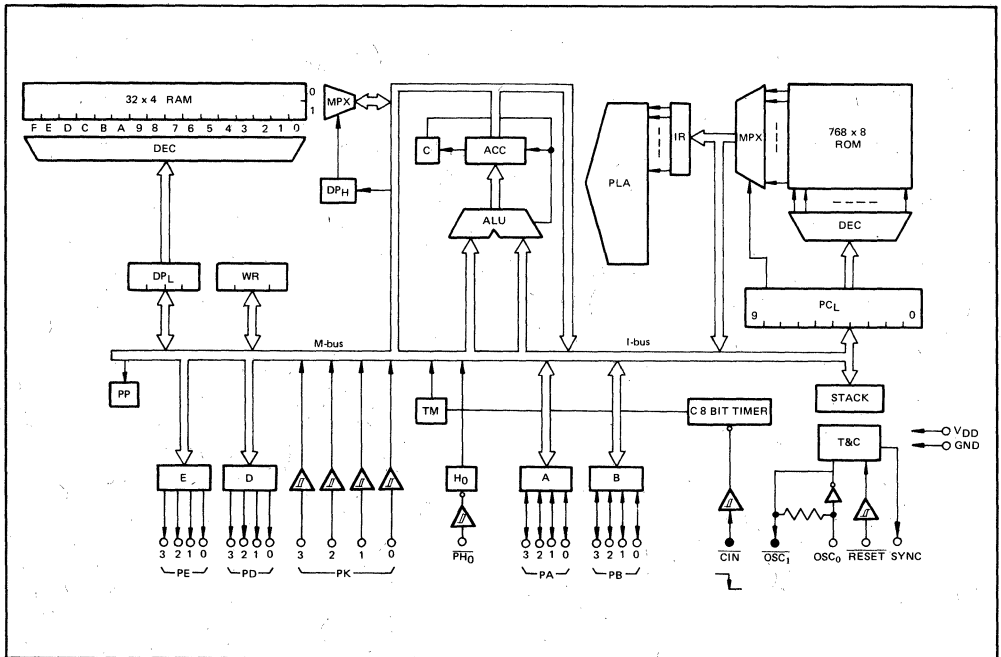 32 x 4 RAM
0
1
F E D C B A 9 8 7 6 5 4 3 2 1 0
DEC
MPX
DPH
C
ACC
ALU
PLA
IR
MPX
768 x 8
ROM
DEC
DPL
WR
PCL
9 0
M-bus
I-bus
PP
TM
C 8 BIT TIMER
STACK
T&C
VDD
GND
E
D
H0
A
B
3 2 1 0
PE
3 2 1 0
PD
3 2 1 0
PK
PH0
3 2 1 0
PA
3 2 1 0
PB
CIN
OSC1
OSC0
RESET
SYNC